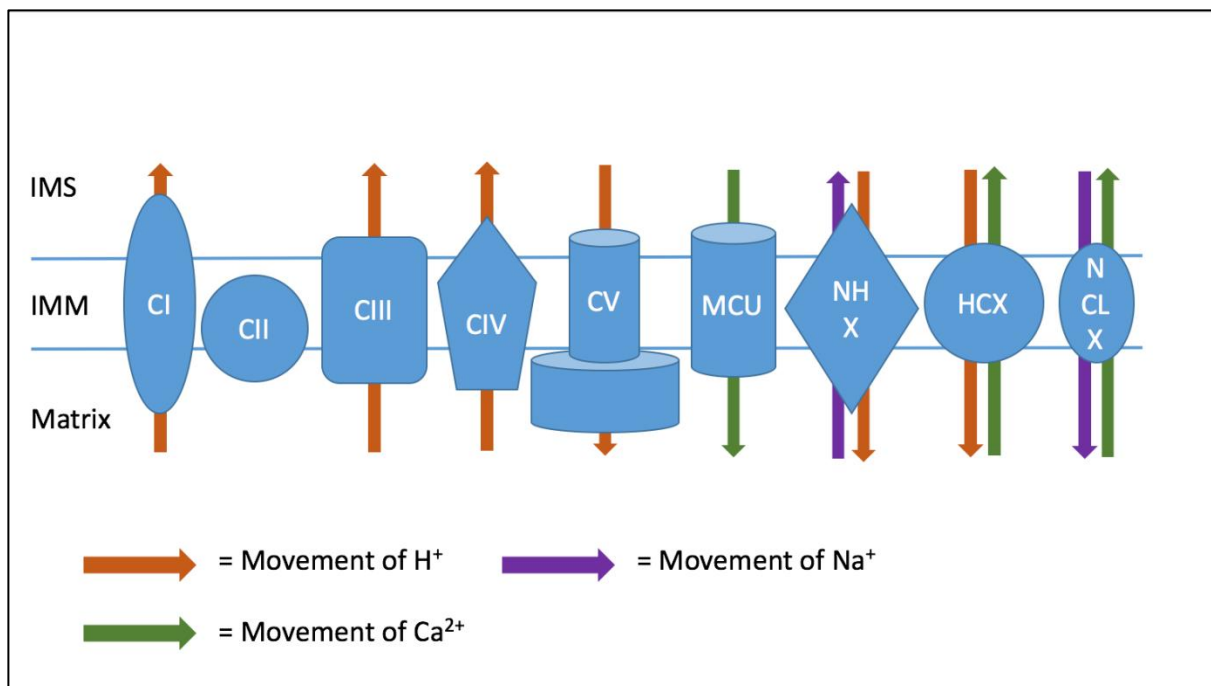 IMS
IMM
Matrix
CI
CII
CIII
CIV
CV
MCU
NH
X
HCX
N
CL
X
= Movement of H⁺
= Movement of Na⁺
= Movement of Ca²⁺